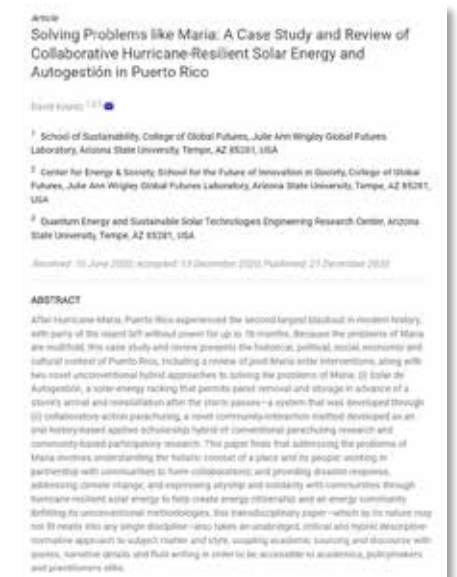 Article
Solving Problems like Maria: A Case Study and Review of
Collaborative Hurricane-Resilient Solar Energy and
Autogestión in Puerto Rico
David
1 School of Sustainability, College of Global Futures, Julie Ann Wrigley Global Futures
Laboratory, Arizona State University, Tempe, AZ 85281, USA
2 Center for Energy & Society, School for the Future of Innovation in Society, College of Global
Futures, Julie Ann Wrigley Global Futures Laboratory, Arizona State University, Tempe, AZ 85281,
USA
3 Quantum Energy and Sustainable Solar Technologies Engineering Research Center, Arizona
State University, Tempe, AZ 85281, USA
Received: 10 June 2020; Accepted: 13 December 2020; Published: 21 December 2020
ABSTRACT
After Hurricane Maria, Puerto Rico experienced the second largest blackout in modern history,
with parts of the island left without power for up to 18 months. Because the problems of Maria
are multifold, this case study and review presents the historical, political, social, economic and
cultural context of Puerto Rico, including a review of post-Maria solar interventions, along with
two novel unconventional hybrid approaches to solving the problems of Maria: (i) Solar de
Autogestión, a solar-energy racking that permits panel removal and storage in advance of a
storm's arrival and reinstallation after the storm passes—a system that was developed through
(ii) collaborative-action parachuting, a novel community-interaction method developed as an
oral history-based applied scholarship hybrid of conventional parachuting research and
community-based participatory research. This paper finds that addressing the problems of
Maria involves understanding the holistic context of a place and its people; working in
partnership with communities to form collaborations; and providing disaster response,
addressing climate change, and expressing allyship and solidarity with communities through
hurricane-resilient solar energy to help create energy citizenship and an energy community.
Befitting its unconventional methodologies, this transdisciplinary paper—which by its nature may
not fit neatly into any single discipline—also takes an unabridged, critical and hybrid descriptive-
normative approach to subject matter and style, coupling academic sourcing and discourse with
quotes, narrative details and fluid writing in order to be accessible to academics, policymakers
and practitioners alike.